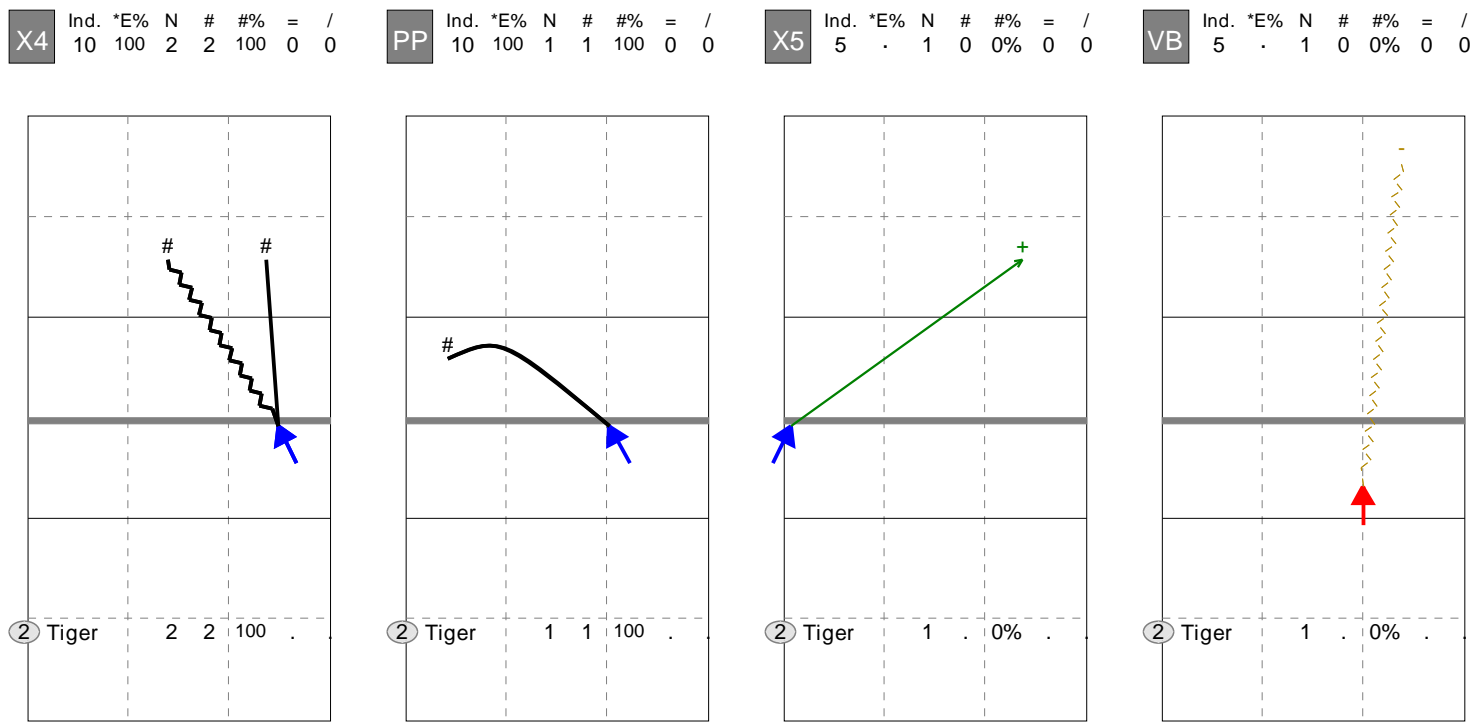 X4 Ind. *E% N # #% = /
10 100 2 2 100 0 0
PP Ind. *E% N # #% = /
10 100 1 1 100 0 0
X5 Ind. *E% N # #% = /
5 . 1 0 0% 0 0
VB Ind. *E% N # #% = /
5 . 1 0 0% 0 0
# #
#
+
-
2 Tiger 2 2 100 . .
2 Tiger 1 1 100 . .
2 Tiger 1 . 0% . .
2 Tiger 1 . 0% . .